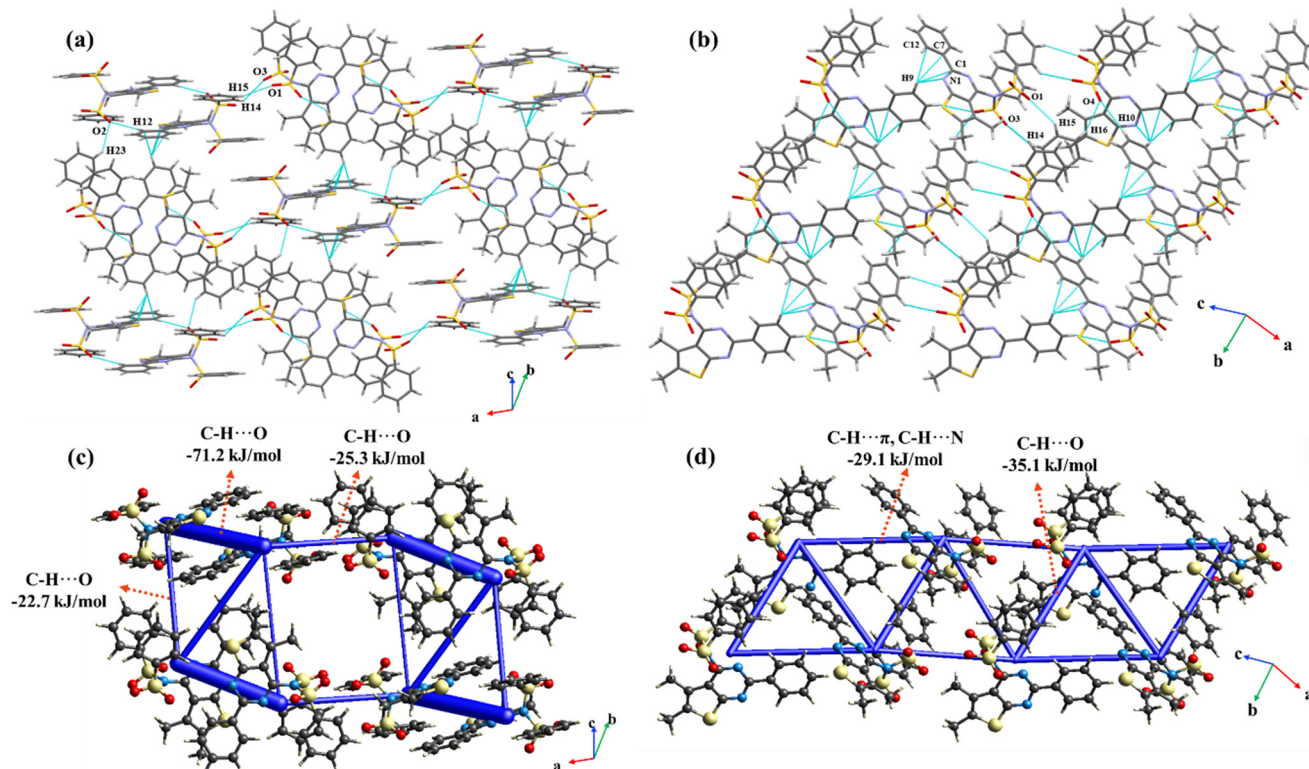 (a)
O3
H15
O1
H14
O2
H12
H23
c
b
a
(b)
C12
C7
C1
H9
N1
O1
O4
O3
H15
H10
H14
H16
c
a
b
C-H···O
-71.2 kJ/mol
C-H···O
-25.3 kJ/mol
(c)
C-H···O
-22.7 kJ/mol
c
b
a
C-H···π, C-H···N
-29.1 kJ/mol
C-H···O
-35.1 kJ/mol
(d)
c
a
b